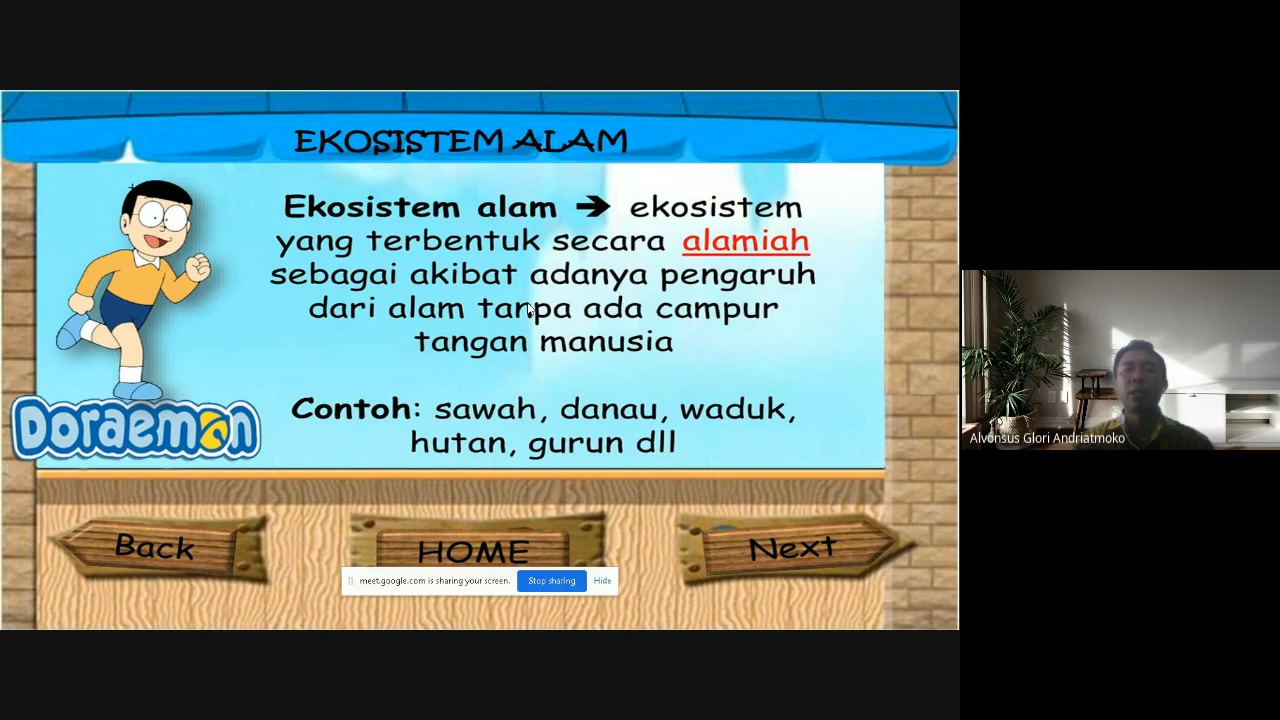 EKOSISTEM ALAM
Ekosistem alam ➔ ekosistem
yang terbentuk secara alamiah
sebagai akibat adanya pengaruh
dari alam tanpa ada campur
tangan manusia
Contoh: sawah, danau, waduk,
hutan, gurun dll
Doraemon
Back
HOME
Next
meet.google.com is sharing your screen.
Stop sharing
Hide
Alvonsus Glori Andriatmoko